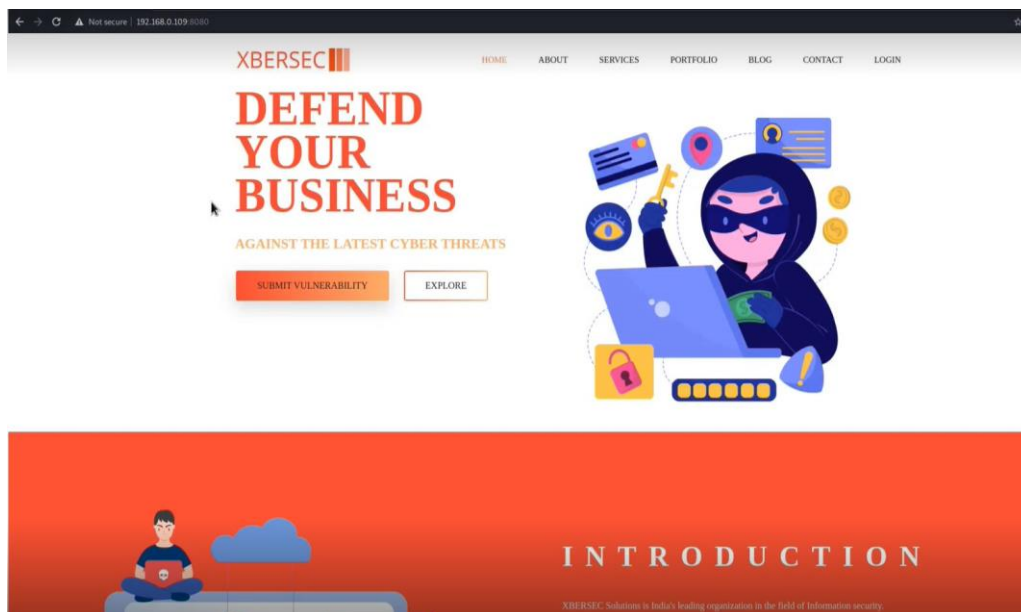 Not secure | 192.168.0.109:8080
XBERSEC
HOME ABOUT SERVICES PORTFOLIO BLOG CONTACT LOGIN
DEFEND
YOUR
BUSINESS
AGAINST THE LATEST CYBER THREATS
SUBMIT VULNERABILITY EXPLORE
INTRODUCTION
XBERSEC Solutions is India's leading organization in the field of Information security.